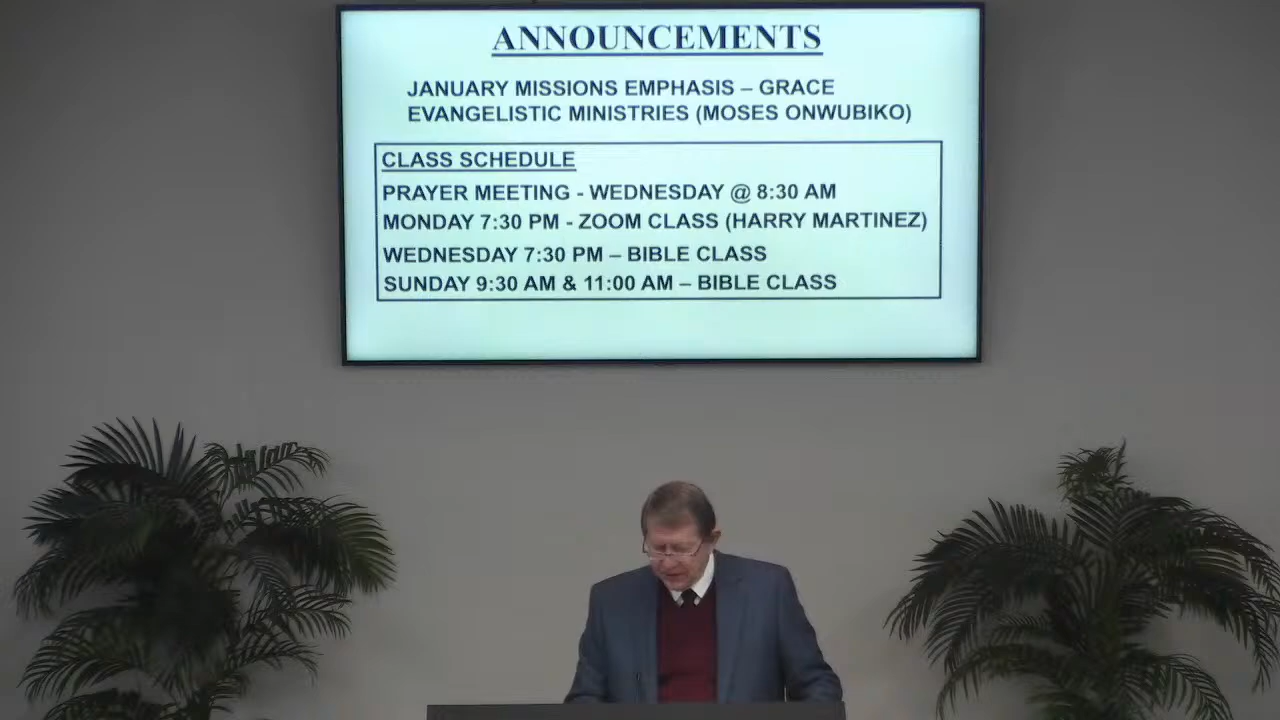 ANNOUNCEMENTS
JANUARY MISSIONS EMPHASIS – GRACE
EVANGELISTIC MINISTRIES (MOSES ONWUBIKO)
CLASS SCHEDULE
PRAYER MEETING - WEDNESDAY @ 8:30 AM
MONDAY 7:30 PM - ZOOM CLASS (HARRY MARTINEZ)
WEDNESDAY 7:30 PM – BIBLE CLASS
SUNDAY 9:30 AM & 11:00 AM – BIBLE CLASS